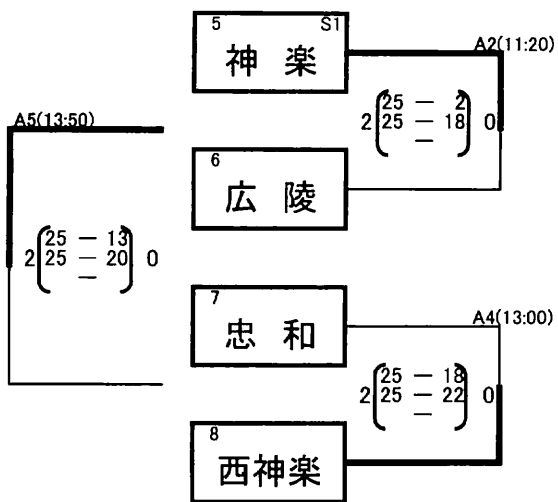 5 S1
神 楽
A2(11:20)
25 — 2
2 25 — 18 0
—
A5(13:50)
6
広 陵
25 — 13
2 25 — 20 0
—
7
忠 和
A4(13:00)
25 — 18
2 25 — 22 0
—
8
西神楽